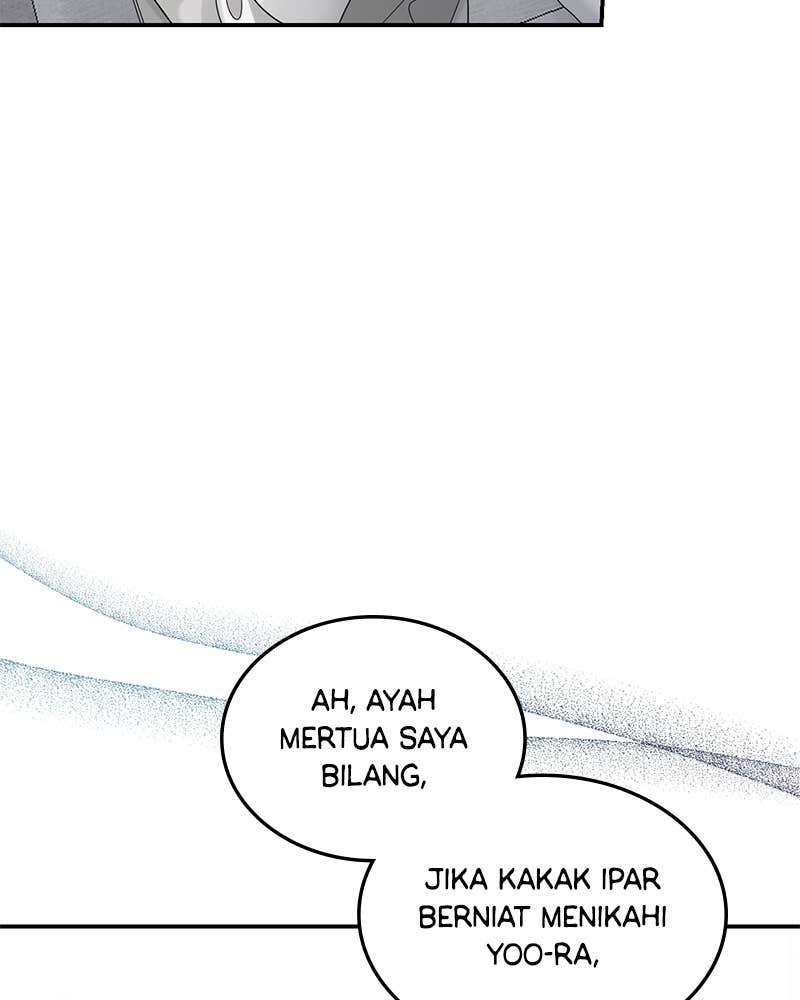 AH, AYAH
MERTUA SAYA
BILANG,
JIKA KAKAK IPAR
BERNIAT MENIKAHI
YOO-RA,